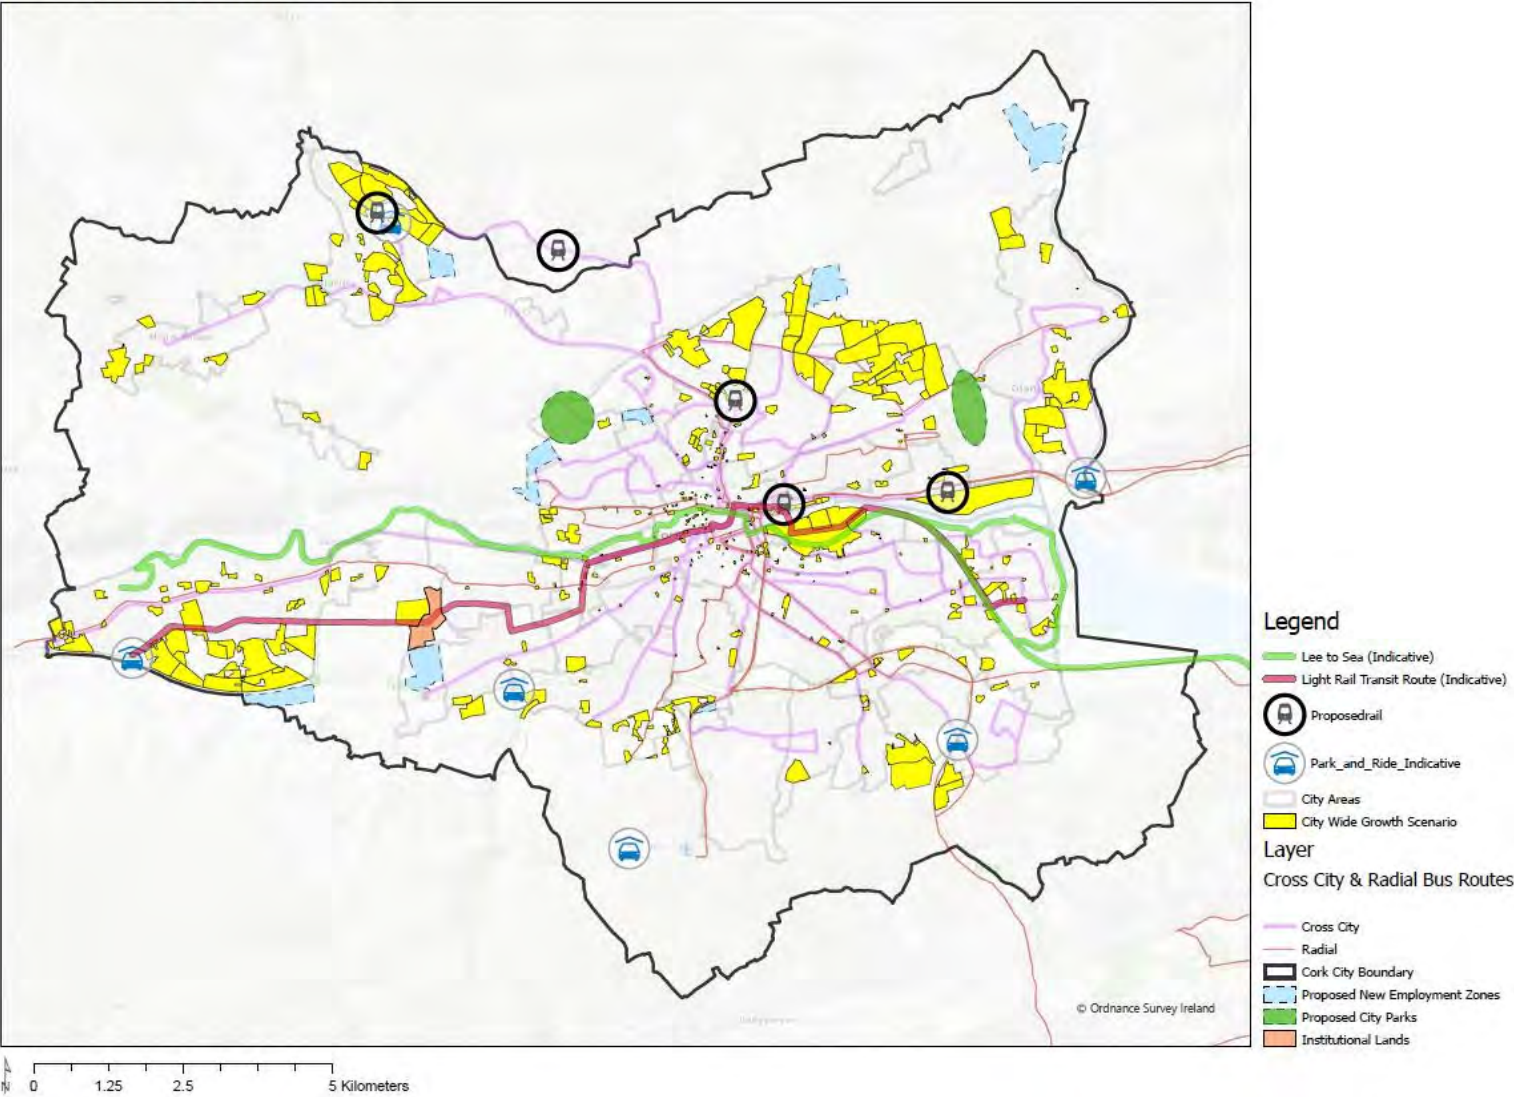 Legend
Lee to Sea (Indicative)
Light Rail Transit Route (Indicative)
Proposedrail
Park_and_Ride_Indicative
City Areas
City Wide Growth Scenario
Layer
Cross City & Radial Bus Routes
Cross City
Radial
Cork City Boundary
Proposed New Employment Zones
Proposed City Parks
Institutional Lands
© Ordnance Survey Ireland
N
0
1.25
2.5
5 Kilometers